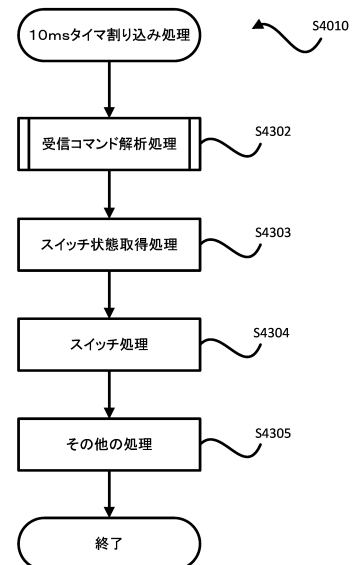 10msタイマ割り込み処理
S4010
受信コマンド解析処理
S4302
スイッチ状態取得処理
S4303
スイッチ処理
S4304
その他の処理
S4305
終了